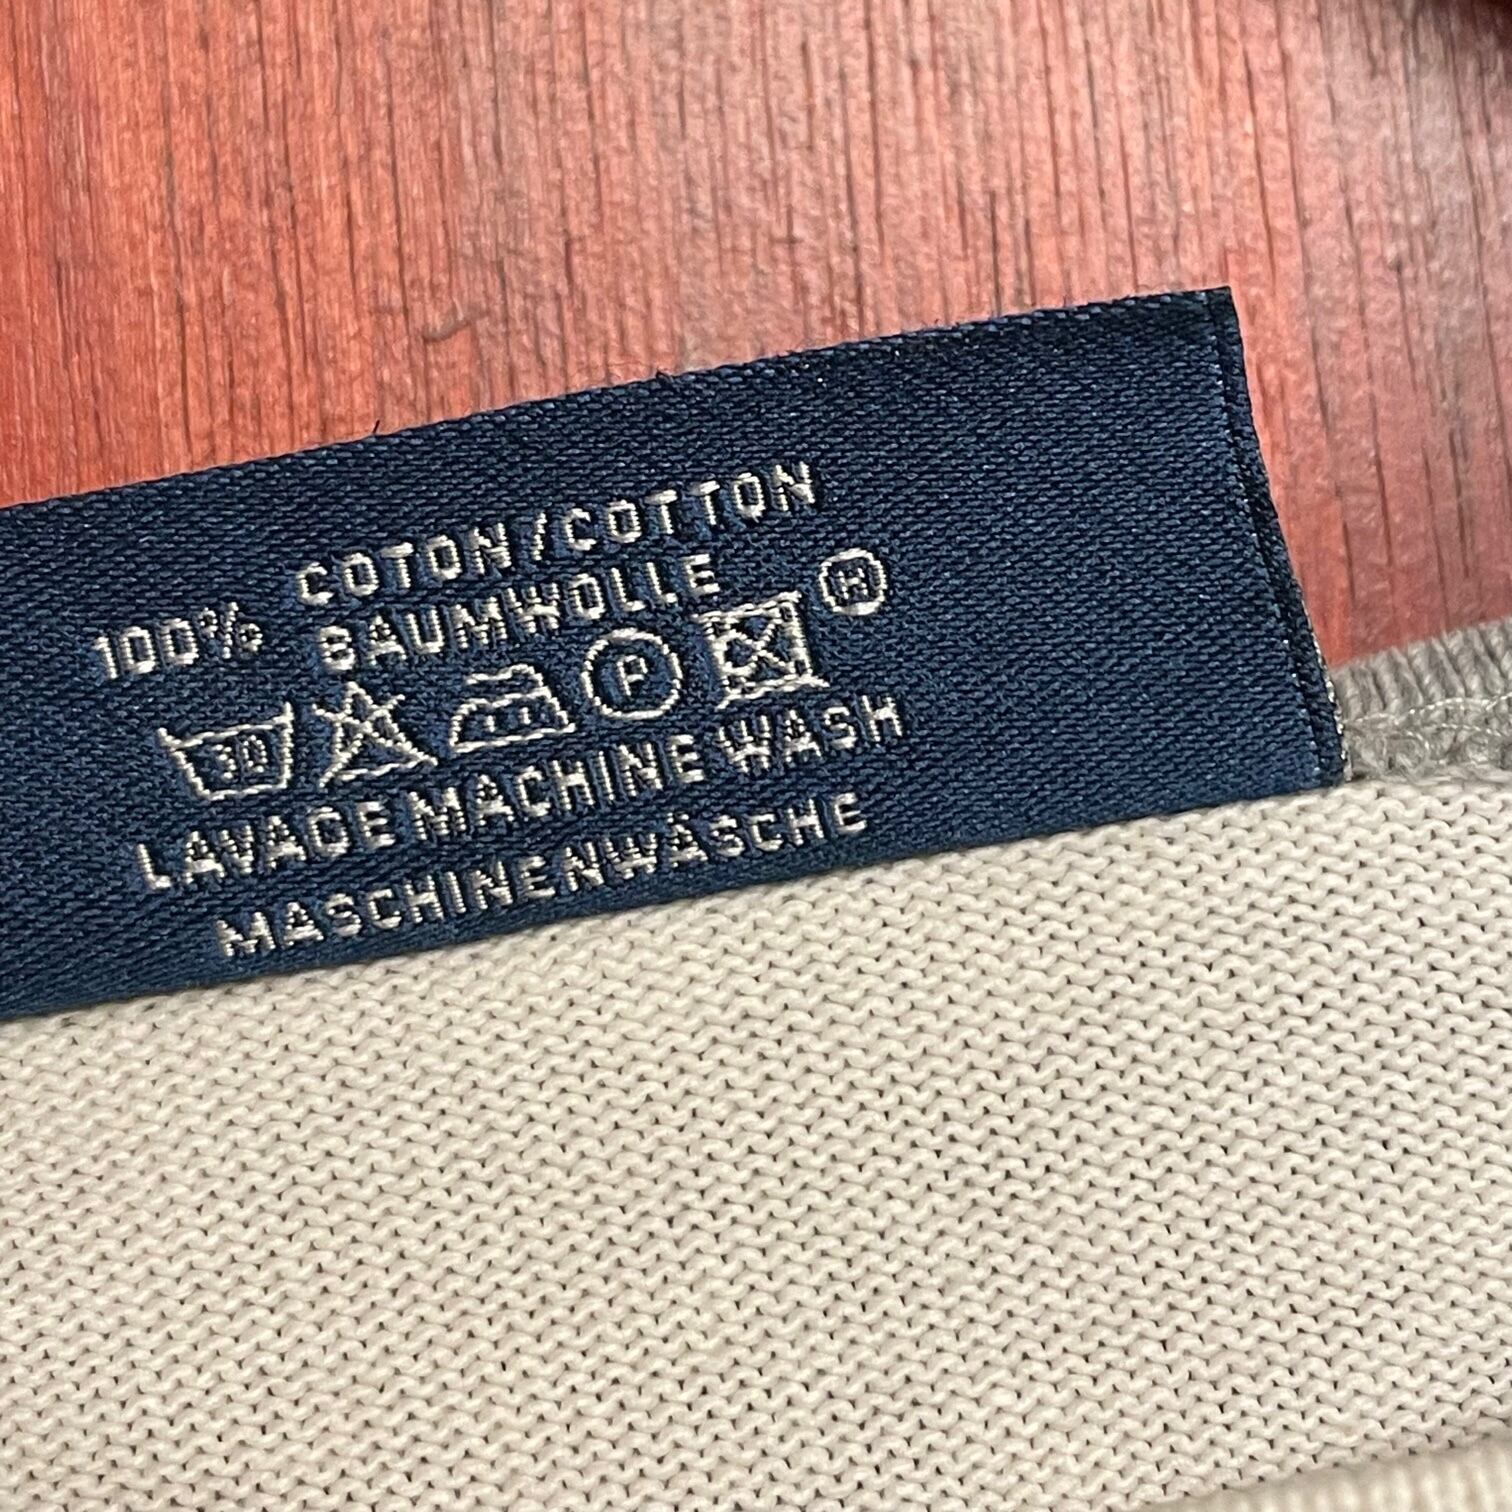 COTON/COTTON
100% BAUMWOLLE
30 P ®
LAVAGE MACHINE WASH
MASCHINENWÄSCHE